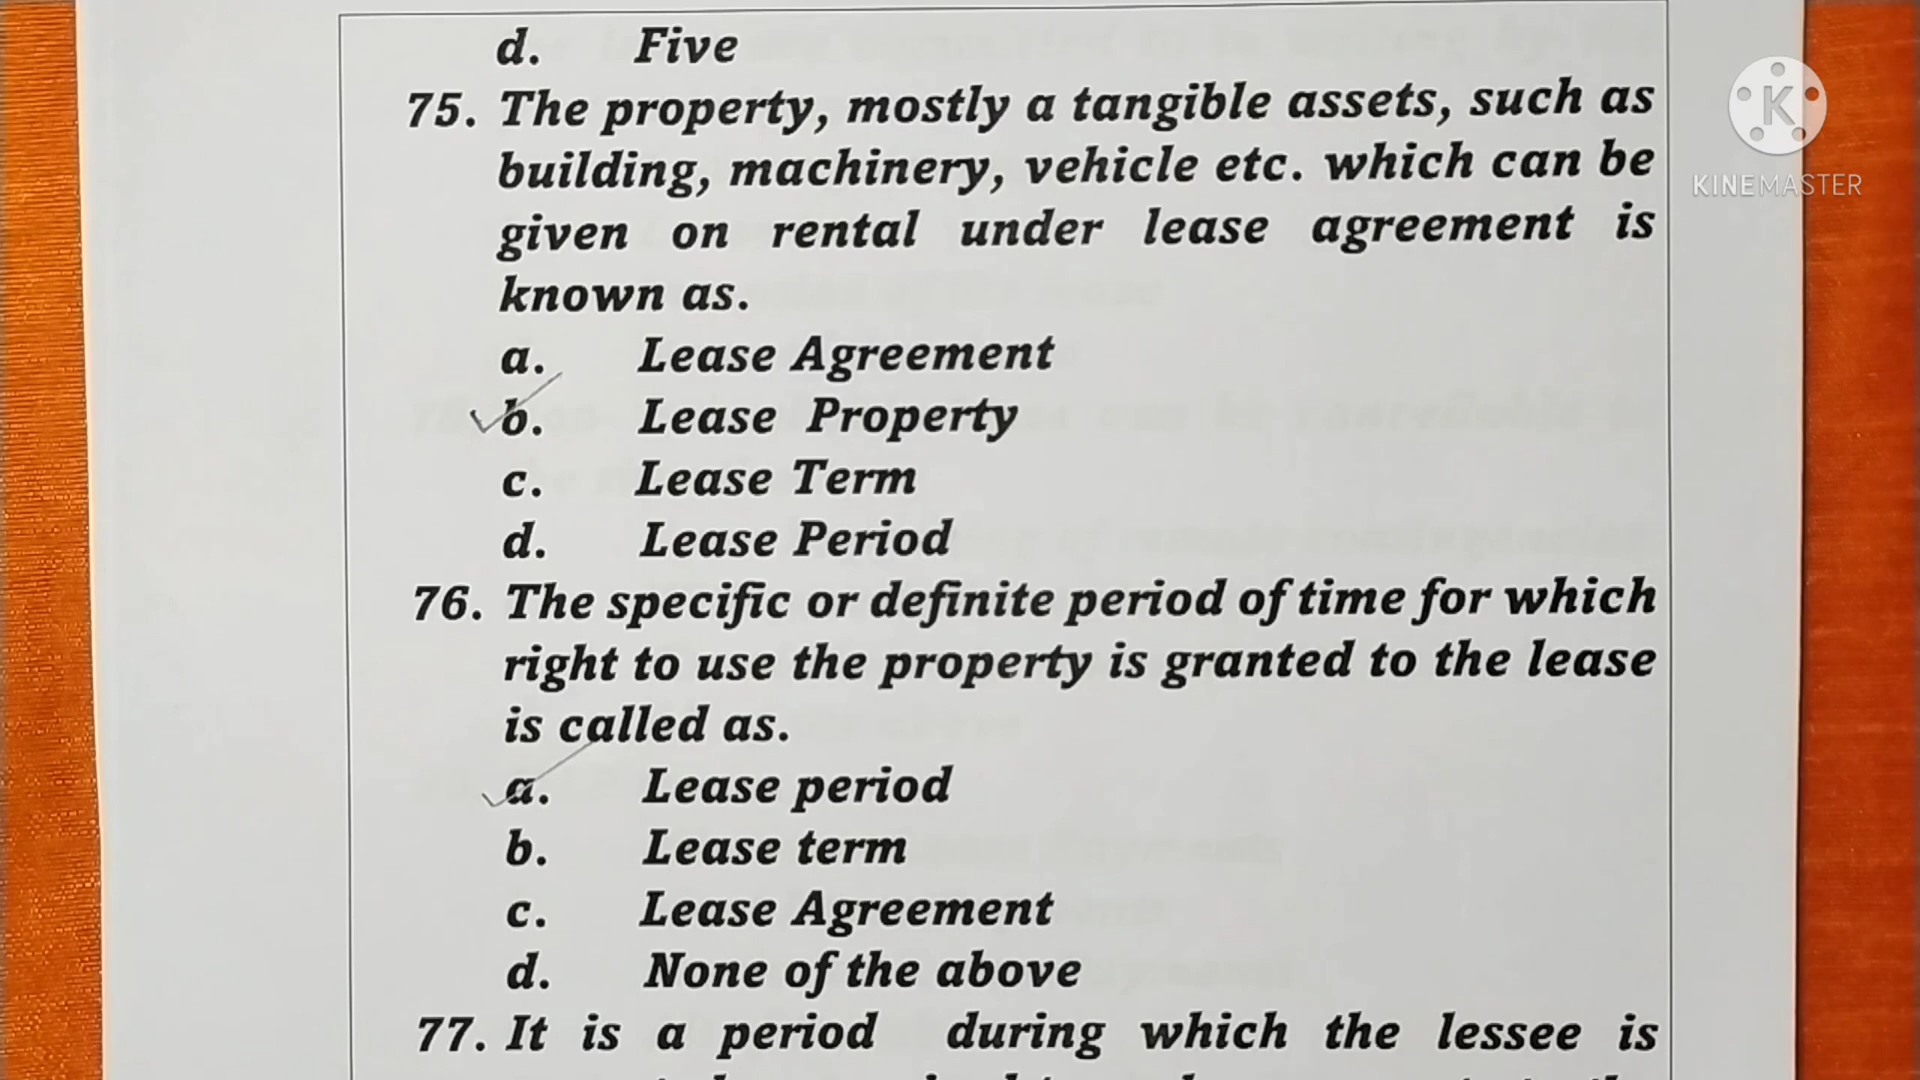 d. Five
75. The property, mostly a tangible assets, such as
building, machinery, vehicle etc. which can be
given on rental under lease agreement is
known as.
a. Lease Agreement
b. Lease Property
c. Lease Term
d. Lease Period
76. The specific or definite period of time for which
right to use the property is granted to the lease
is called as.
a. Lease period
b. Lease term
c. Lease Agreement
d. None of the above
77. It is a period during which the lessee is
K
KINEMASTER